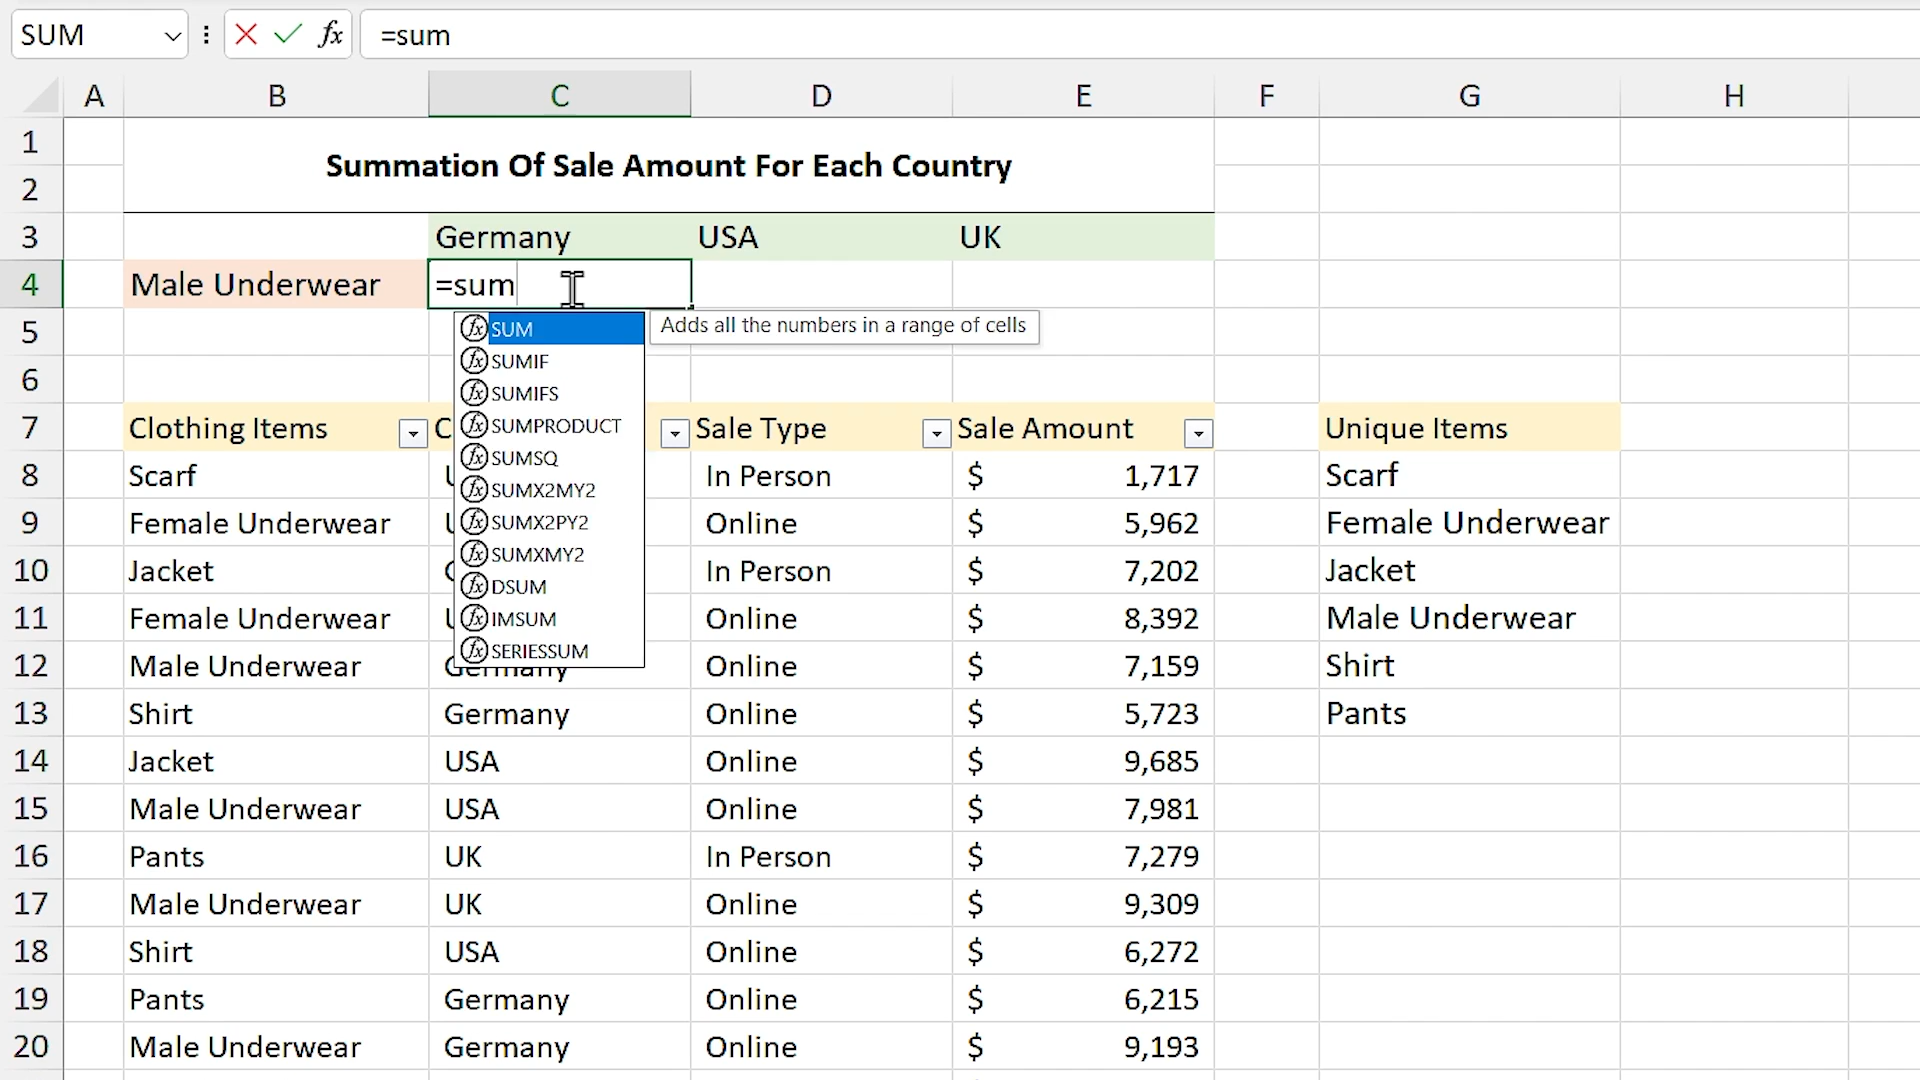 SUM =sum
A B C D E F G H
1 Summation Of Sale Amount For Each Country
2
3 Germany USA UK
4 Male Underwear =sum
5 SUM Adds all the numbers in a range of cells
SUMIF
6
SUMIFS
7 Clothing Items C Sale Type Sale Amount Unique Items
SUMPRODUCT
SUMSQ
8 Scarf In Person $ 1,717 Scarf
SUMX2MY2
9 Female Underwear SUMX2PY2 Online $ 5,962 Female Underwear
SUMXMY2
10 Jacket In Person $ 7,202 Jacket
DSUM
11 Female Underwear IMSUM Online $ 8,392 Male Underwear
SERIESSUM
12 Male Underwear Germany Online $ 7,159 Shirt
13 Shirt Germany Online $ 5,723 Pants
14 Jacket USA Online $ 9,685
15 Male Underwear USA Online $ 7,981
16 Pants UK In Person $ 7,279
17 Male Underwear UK Online $ 9,309
18 Shirt USA Online $ 6,272
19 Pants Germany Online $ 6,215
20 Male Underwear Germany Online $ 9,193